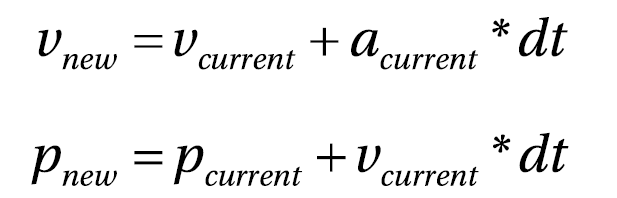 v_new = v_current + a_current * dt
p_new = p_current + v_current * dt